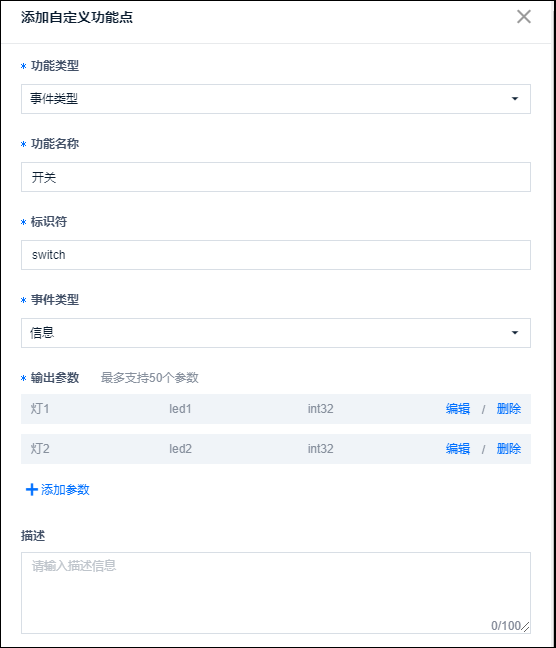 添加自定义功能点
* 功能类型
事件类型
* 功能名称
开关
* 标识符
switch
* 事件类型
信息
* 输出参数 最多支持50个参数
灯1 led1 int32 编辑 / 删除
灯2 led2 int32 编辑 / 删除
+添加参数
描述
请输入描述信息
0/100